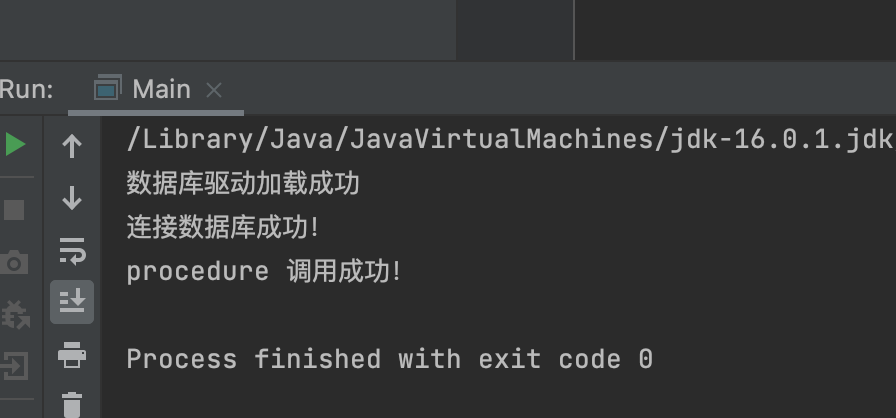 Run:
Main
/Library/Java/JavaVirtualMachines/jdk-16.0.1.jdk
数据库驱动加载成功
连接数据库成功!
procedure 调用成功!
Process finished with exit code 0